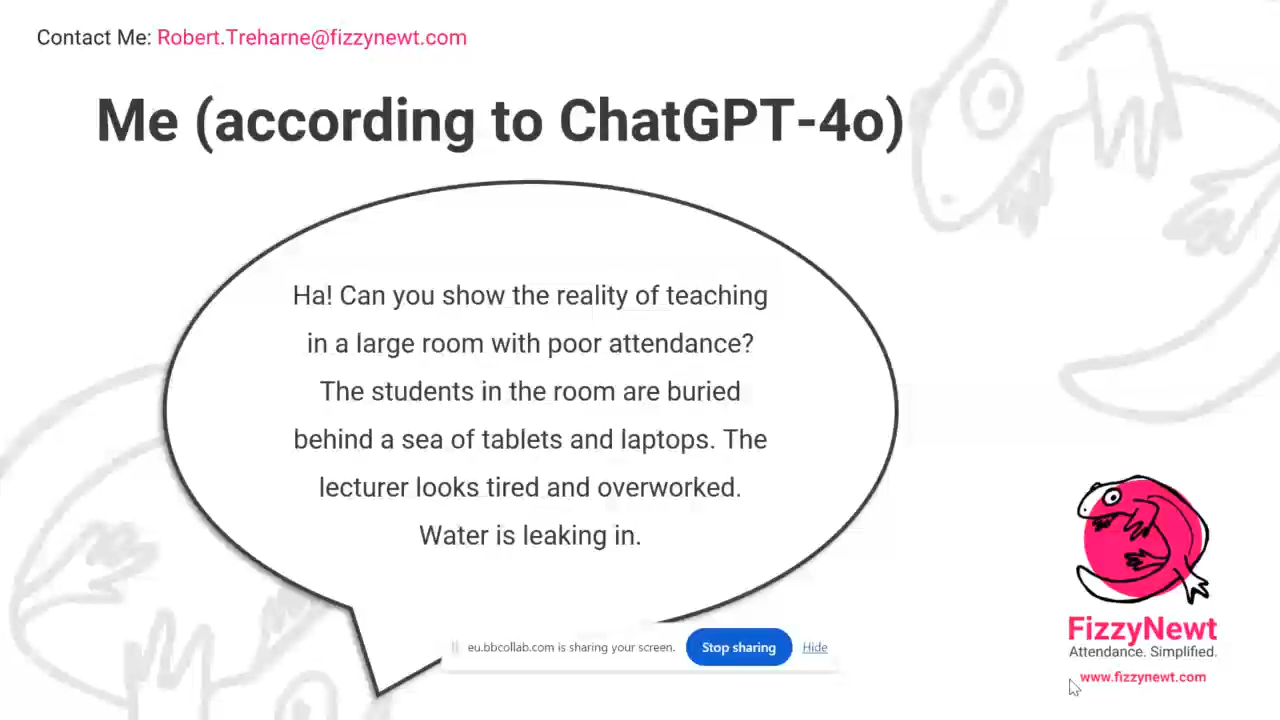 Contact Me: Robert.Treharne@fizzynewt.com
Me (according to ChatGPT-4o)
Ha! Can you show the reality of teaching
in a large room with poor attendance?
The students in the room are buried
behind a sea of tablets and laptops. The
lecturer looks tired and overworked.
Water is leaking in.
eu.bbcollab.com is sharing your screen.
Stop sharing
Hide
FizzyNewt
Attendance. Simplified.
www.fizzynewt.com